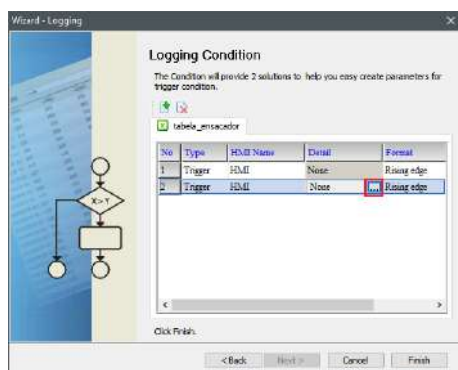 Wizard - Logging
Logging Condition
The Condition will provide 2 solutions to help you easy create parameters for
trigger condition.
tabela_ensacador
No Type HMI Name Detail Format
1 Trigger HMI None Rising edge
2 Trigger HMI None ... Rising edge
X>Y
Click Finish.
<Back Next > Cancel Finish